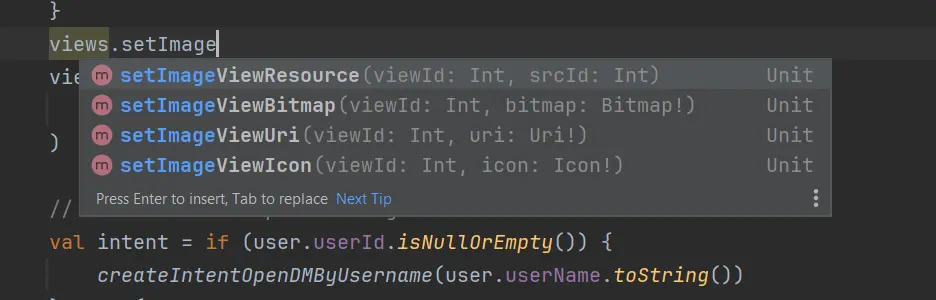 }
views.setImage
vie
m setImageViewResource(viewId: Int, srcId: Int) Unit
m setImageViewBitmap(viewId: Int, bitmap: Bitmap!) Unit
m setImageViewUri(viewId: Int, uri: Uri!) Unit
m setImageViewIcon(viewId: Int, icon: Icon!) Unit
)
Press Enter to insert, Tab to replace Next Tip
//
val intent = if (user.userId.isNullOrEmpty()) {
createIntentOpenDMByUsername(user.userName.toString())